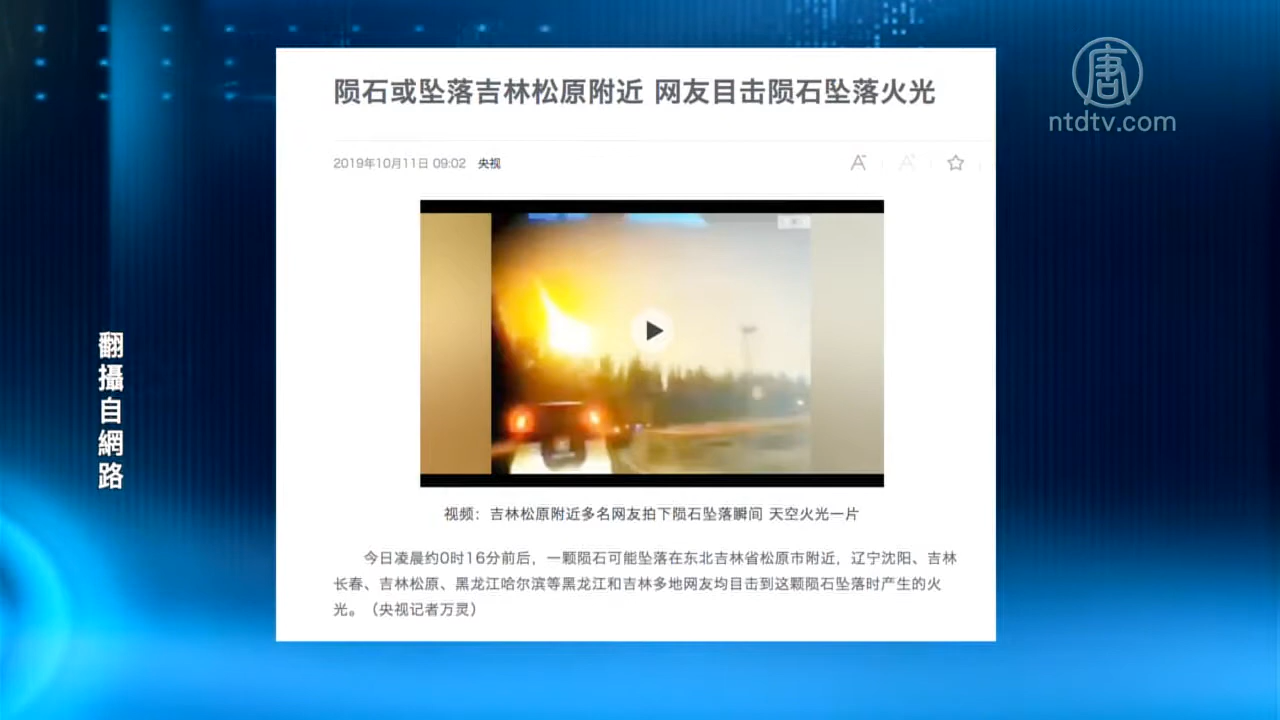 陨石或坠落吉林松原附近 网友目击陨石坠落火光
唐
ntdtv.com
2019年10月11日 09:02 央视
翻攝自網路
视频：吉林松原附近多名网友拍下陨石坠落瞬间 天空火光一片
今日凌晨约0时16分前后，一颗陨石可能坠落在东北吉林省松原市附近，辽宁沈阳、吉林
长春、吉林松原、黑龙江哈尔滨等黑龙江和吉林多地网友均目击到这颗陨石坠落时产生的火
光。（央视记者万灵）